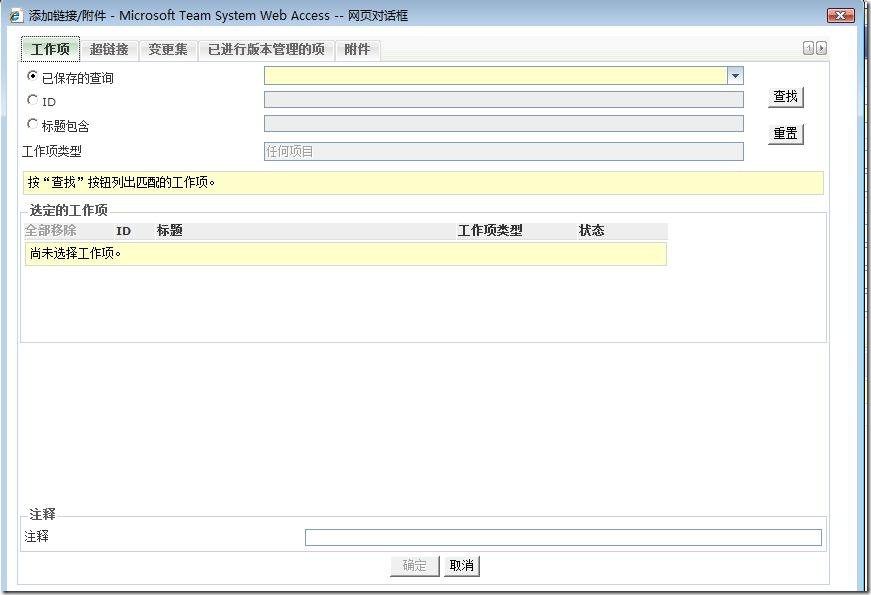 添加链接/附件 - Microsoft Team System Web Access -- 网页对话框
工作项 超链接 变更集 已进行版本管理的项 附件 1
已保存的查询
ID 查找
标题包含 重置
工作项类型 任何项目
按“查找”按钮列出匹配的工作项。
选定的工作项
全部移除 ID 标题 工作项类型 状态
尚未选择工作项。
注释
注释
确定 取消